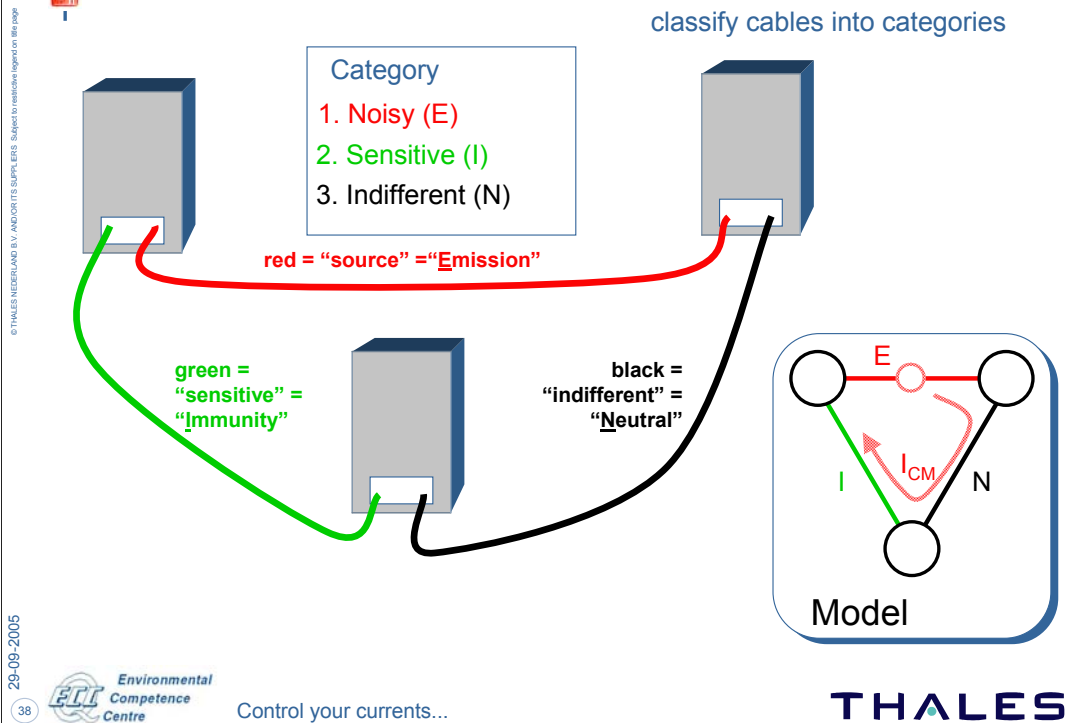 classify cables into categories
Category
1. Noisy (E)
2. Sensitive (I)
3. Indifferent (N)
red = “source” =“Emission”
green =
“sensitive” =
“Immunity”
black =
“indifferent” =
“Neutral”
E
I
I_CM
N
Model
© THALES NEDERLAND B.V. AND/OR ITS SUPPLIERS Subject to restrictive legend on title page
29-09-2005
38
ECC
Environmental
Competence
Centre
Control your currents...
THALES